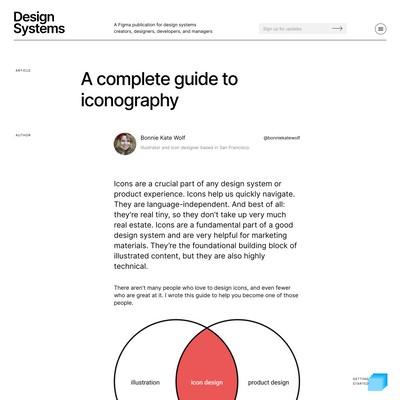 Design
Systems
A Figma publication for design systems
creators, designers, developers, and managers
Sign up for updates
ARTICLE
A complete guide to
iconography
AUTHOR
Bonnie Kate Wolf
@bonniekatewolf
Illustrator and icon designer based in San Francisco
Icons are a crucial part of any design system or
product experience. Icons help us quickly navigate.
They are language-independent. And best of all:
they're real tiny, so they don't take up very much
real estate. Icons are a fundamental part of a good
design system and are very helpful for marketing
materials. They're the foundational building block of
illustrated content, but they are also highly
technical.
There aren't many people who love to design icons, and even fewer
who are great at it. I wrote this guide to help you become one of those
people.
illustration
icon design
product design
GETTING
STARTED